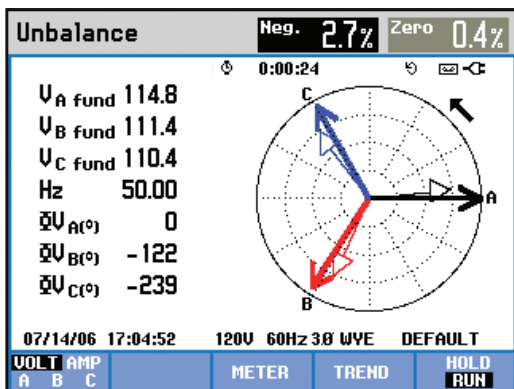 Unbalance Neg. 2.7% Zero 0.4%
0:00:24
VA fund 114.8
VB fund 111.4
VC fund 110.4
Hz 50.00
ΦVA(°) 0
ΦVB(°) -122
ΦVC(°) -239
C
A
B
07/14/06 17:04:52 120V 60Hz 3Ø WYE DEFAULT
VOLT AMP
A B C
METER
TREND
HOLD
RUN